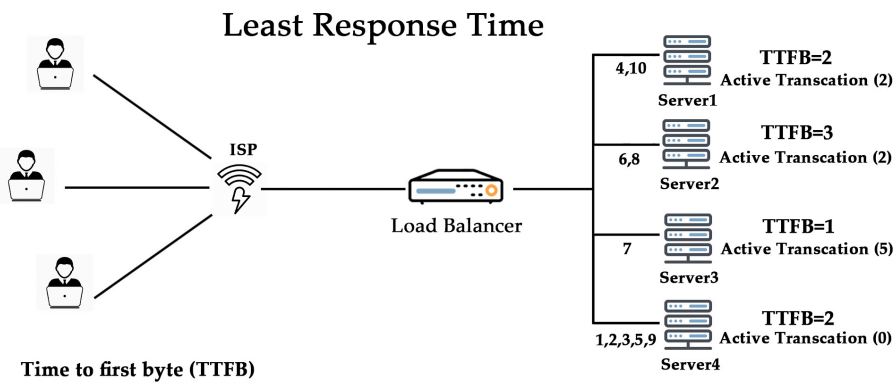 Least Response Time
ISP
Load Balancer
4,10
Server1
TTFB=2
Active Transcation (2)
6,8
Server2
TTFB=3
Active Transcation (2)
7
Server3
TTFB=1
Active Transcation (5)
1,2,3,5,9
Server4
TTFB=2
Active Transcation (0)
Time to first byte (TTFB)